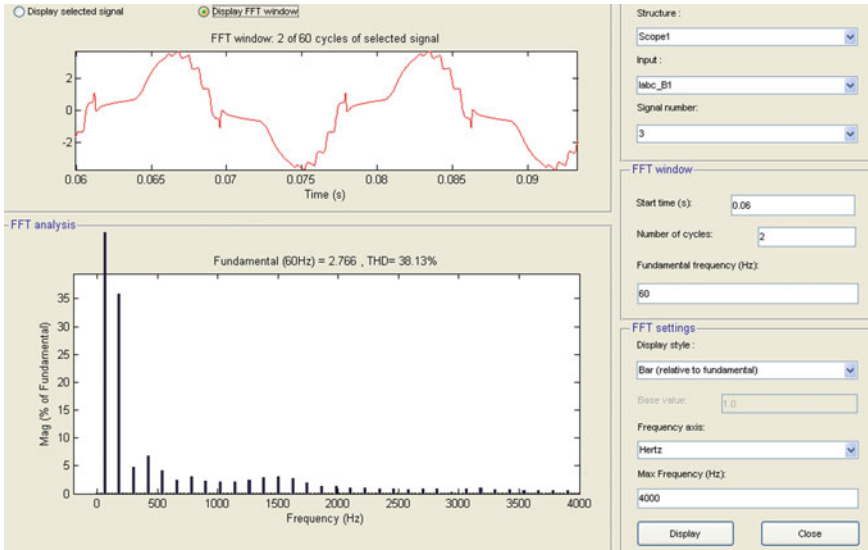 Display selected signal
Display FFT window
FFT window: 2 of 60 cycles of selected signal
2
0
-2
0.06 0.065 0.07 0.075 0.08 0.085 0.09
Time (s)
FFT analysis
Fundamental (60Hz) = 2.766 , THD= 38.13%
Mag (% of Fundamental)
35
30
25
20
15
10
5
0
0 500 1000 1500 2000 2500 3000 3500 4000
Frequency (Hz)
Structure :
Scope1
Input :
Iabc_B1
Signal number:
3
FFT window
Start time (s): 0.06
Number of cycles: 2
Fundamental frequency (Hz):
60
FFT settings
Display style :
Bar (relative to fundamental)
Base value: 1.0
Frequency axis:
Hertz
Max Frequency (Hz):
4000
Display Close